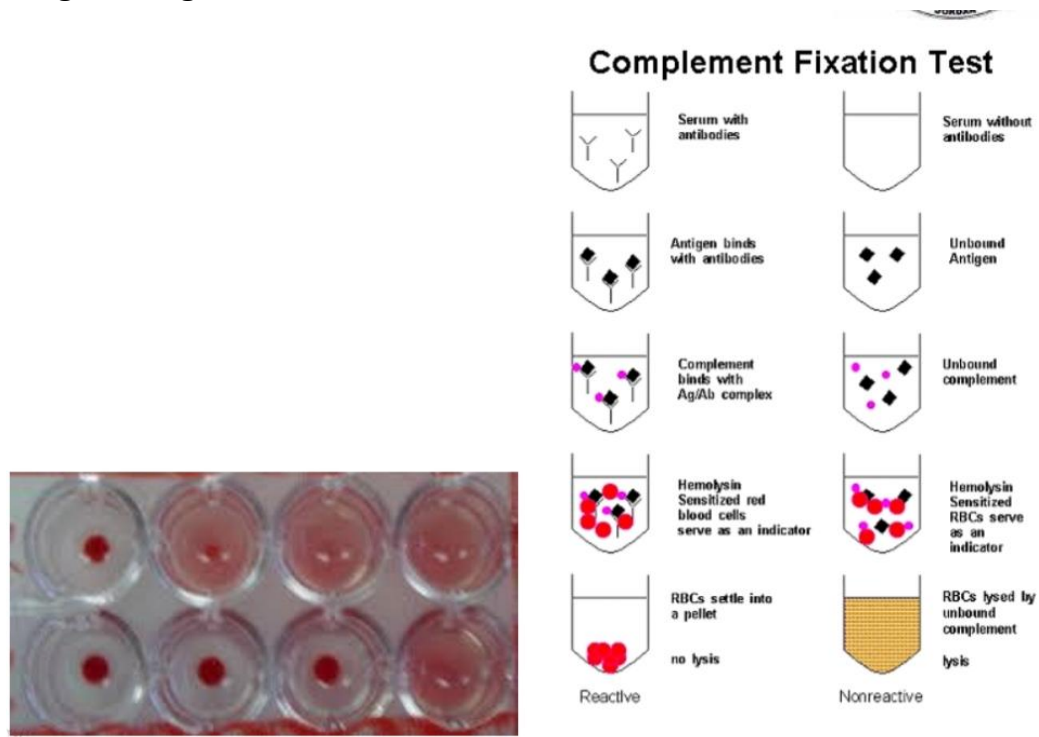 JORDAN
Complement Fixation Test
Serum with
antibodies
Serum without
antibodies
Antigen binds
with antibodies
Unbound
Antigen
Complement
binds with
Ag/Ab complex
Unbound
complement
Hemolysin
Sensitized red
blood cells
serve as an indicator
Hemolysin
Sensitized
RBCs serve
as an
indicator
RBCs settle into
a pellet
no lysis
RBCs lysed by
unbound
complement
lysis
Reactive
Nonreactive